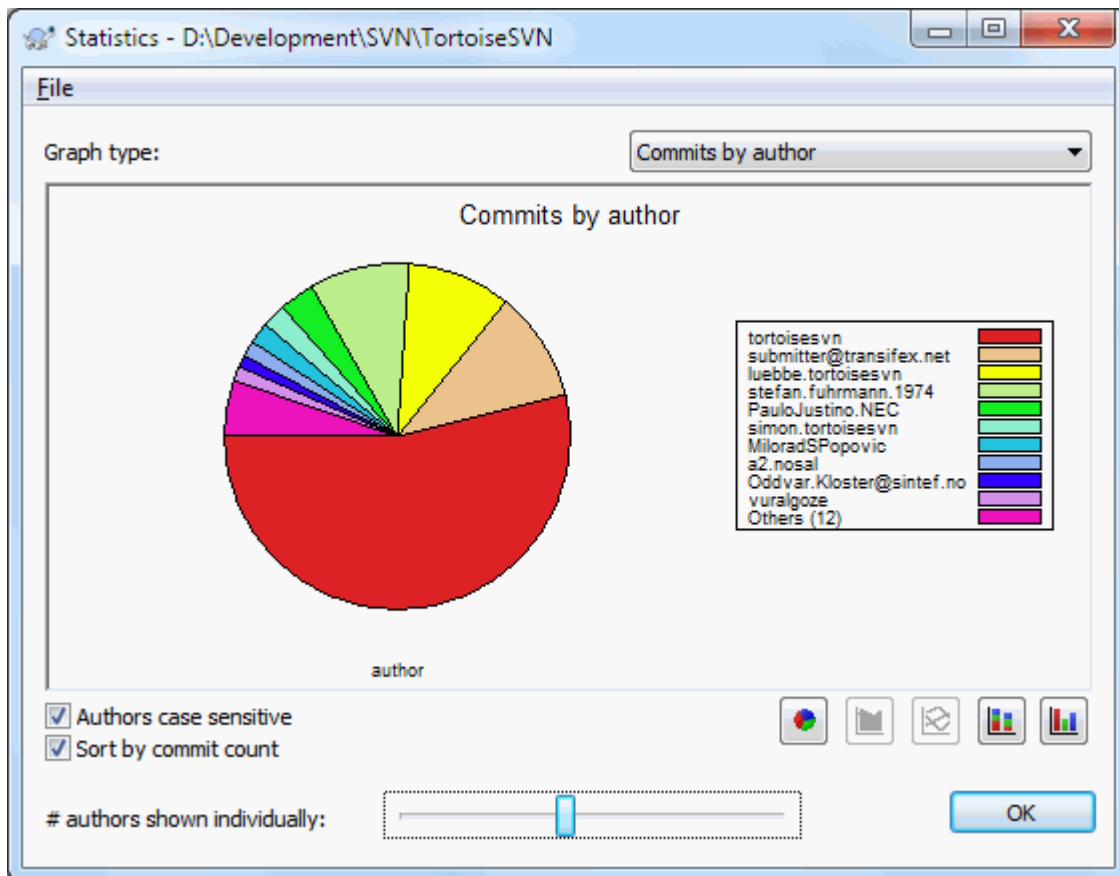 Statistics - D:\Development\SVN\TortoiseSVN
File
Graph type:
Commits by author
Commits by author
tortoisesvn
submitter@transifex.net
luebbe.tortoisesvn
stefan.fuhrmann.1974
PauloJustino.NEC
simon.tortoisesvn
MiloradSPopovic
a2.nosal
Oddvar.Kloster@sintef.no
vuralgoze
Others (12)
author
Authors case sensitive
Sort by commit count
# authors shown individually:
OK